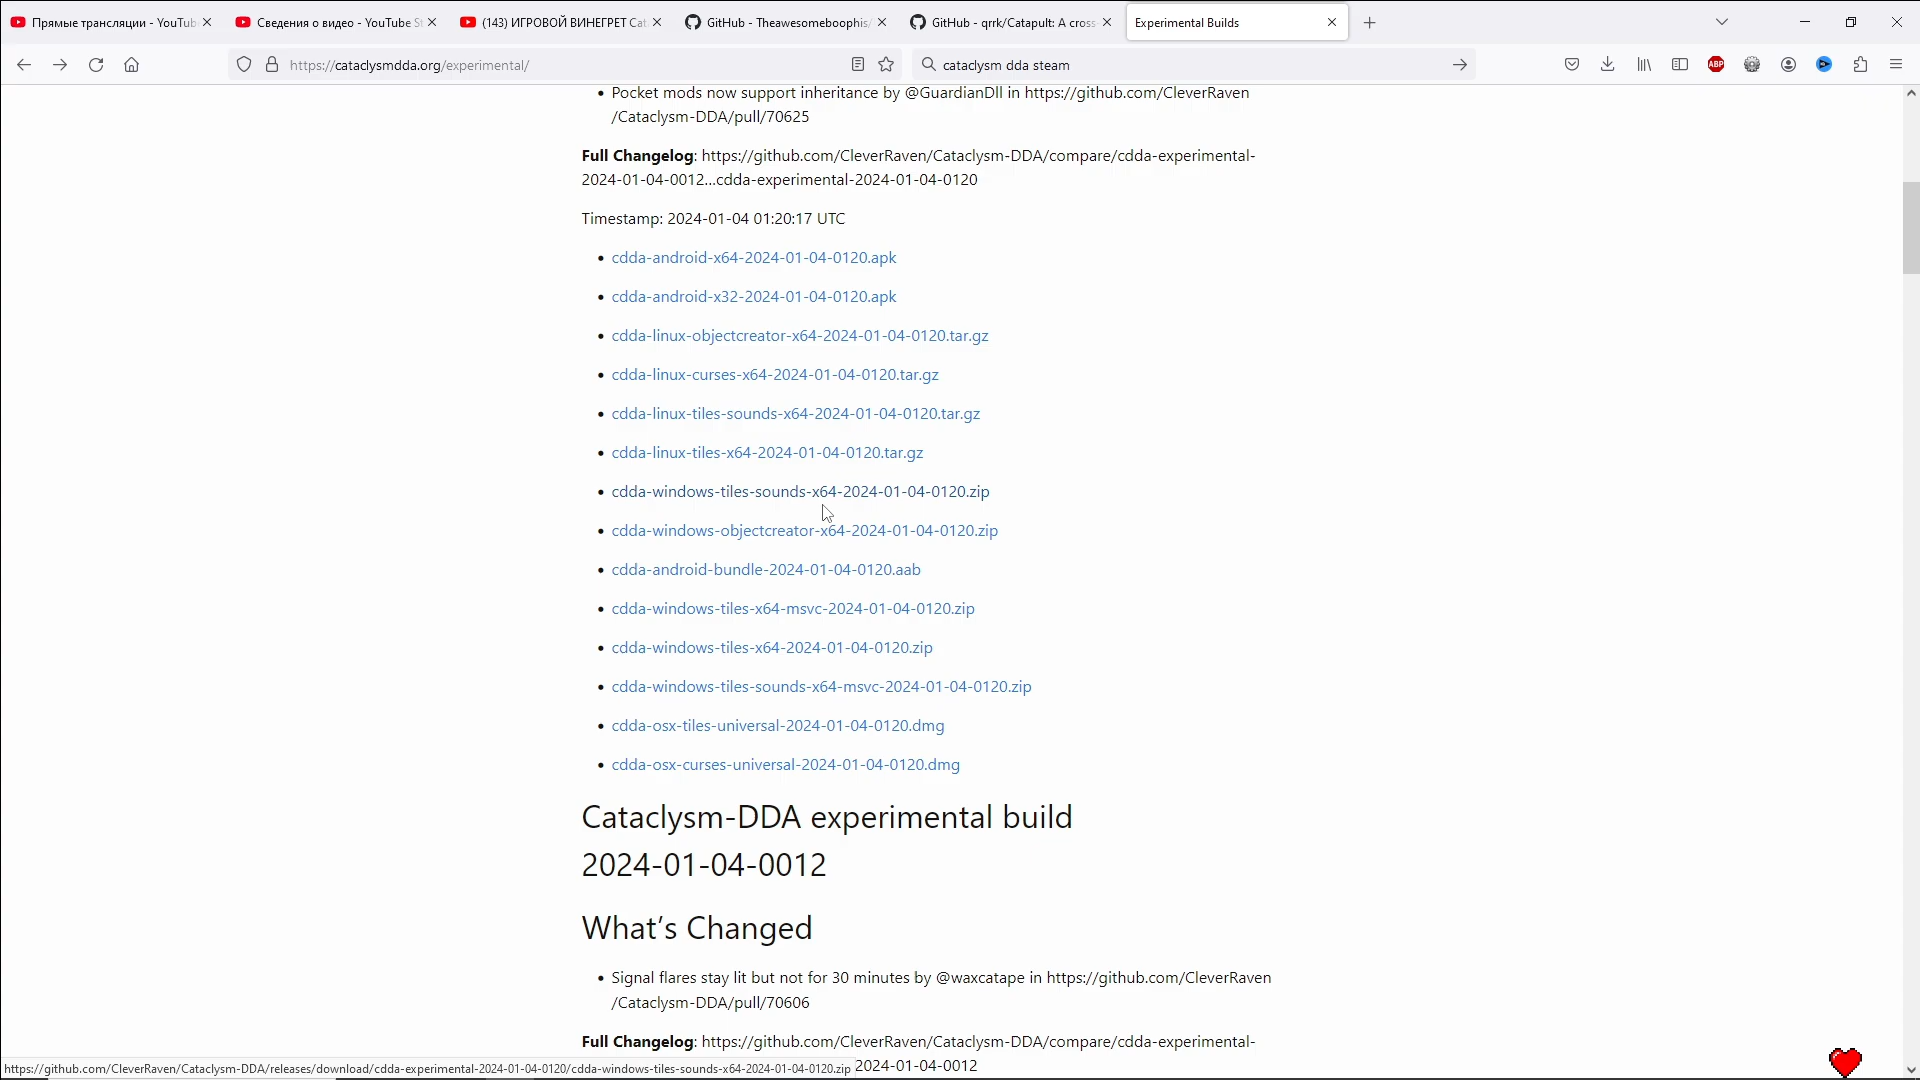 Прямые трансляции - YouTub
Сведения о видео - YouTube St
(143) ИГРОВОЙ ВИНЕГРЕТ Cat
GitHub - Theawesomeboophis/
GitHub - qrrk/Catapult: A cross-
Experimental Builds
https://cataclysmdda.org/experimental/
cataclysm dda steam
ABP
• Pocket mods now support inheritance by @GuardianDll in https://github.com/CleverRaven
/Cataclysm-DDA/pull/70625
Full Changelog: https://github.com/CleverRaven/Cataclysm-DDA/compare/cdda-experimental-
2024-01-04-0012...cdda-experimental-2024-01-04-0120
Timestamp: 2024-01-04 01:20:17 UTC
• cdda-android-x64-2024-01-04-0120.apk
• cdda-android-x32-2024-01-04-0120.apk
• cdda-linux-objectcreator-x64-2024-01-04-0120.tar.gz
• cdda-linux-curses-x64-2024-01-04-0120.tar.gz
• cdda-linux-tiles-sounds-x64-2024-01-04-0120.tar.gz
• cdda-linux-tiles-x64-2024-01-04-0120.tar.gz
• cdda-windows-tiles-sounds-x64-2024-01-04-0120.zip
• cdda-windows-objectcreator-x64-2024-01-04-0120.zip
• cdda-android-bundle-2024-01-04-0120.aab
• cdda-windows-tiles-x64-msvc-2024-01-04-0120.zip
• cdda-windows-tiles-x64-2024-01-04-0120.zip
• cdda-windows-tiles-sounds-x64-msvc-2024-01-04-0120.zip
• cdda-osx-tiles-universal-2024-01-04-0120.dmg
• cdda-osx-curses-universal-2024-01-04-0120.dmg
Cataclysm-DDA experimental build
2024-01-04-0012
What's Changed
• Signal flares stay lit but not for 30 minutes by @waxcatape in https://github.com/CleverRaven
/Cataclysm-DDA/pull/70606
Full Changelog: https://github.com/CleverRaven/Cataclysm-DDA/compare/cdda-experimental-
2024-01-04-0012
https://github.com/CleverRaven/Cataclysm-DDA/releases/download/cdda-experimental-2024-01-04-0120/cdda-windows-tiles-sounds-x64-2024-01-04-0120.zip